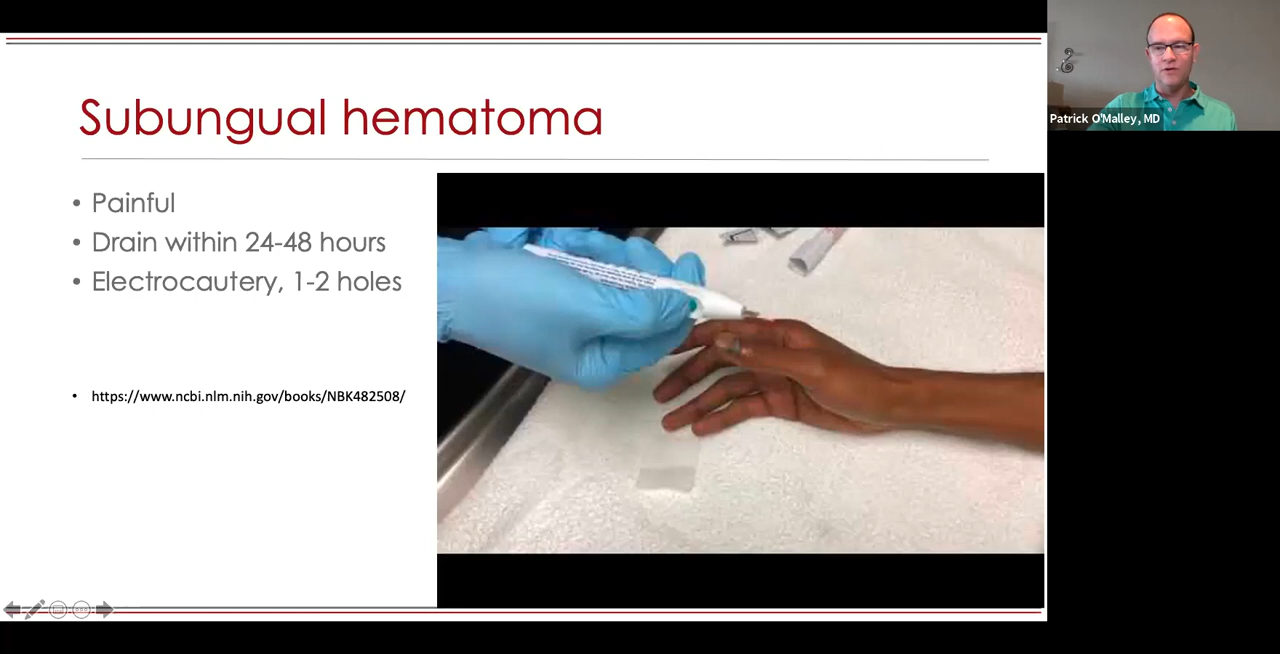 Subungual hematoma
• Painful
• Drain within 24-48 hours
• Electrocautery, 1-2 holes
• https://www.ncbi.nlm.nih.gov/books/NBK482508/
Patrick O'Malley, MD